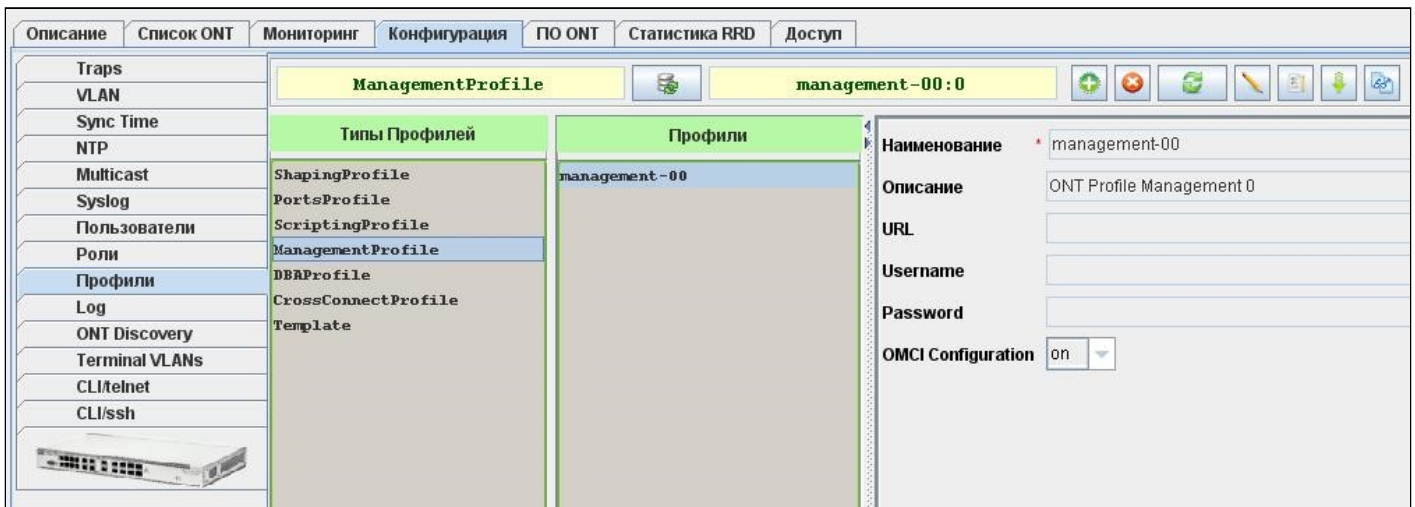 Описание Список ONT Мониторинг Конфигурация ПО ONT Статистика RRD Доступ
Traps
VLAN
Sync Time
NTP
Multicast
Syslog
Пользователи
Роли
Профили
Log
ONT Discovery
Terminal VLANs
CLI/telnet
CLI/ssh
ManagementProfile management-00:0
Типы Профилей
ShapingProfile
PortsProfile
ScriptingProfile
ManagementProfile
DBAProfile
CrossConnectProfile
Template
Профили
management-00
Наименование * management-00
Описание ONT Profile Management 0
URL
Username
Password
OMCI Configuration on